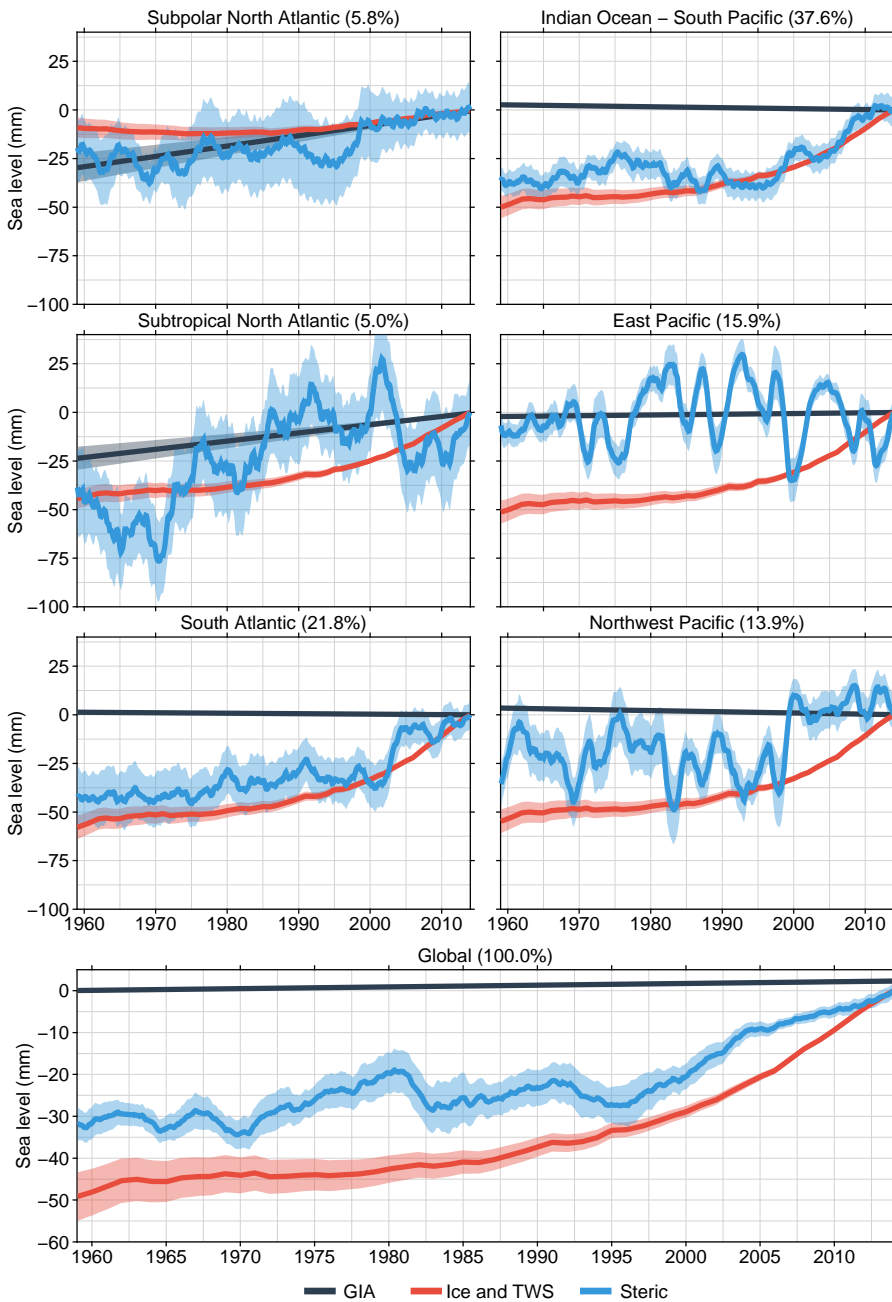 Subpolar North Atlantic (5.8%)
Indian Ocean − South Pacific (37.6%)
Sea level (mm)
0
−25
−50
−75
−100
Subtropical North Atlantic (5.0%)
East Pacific (15.9%)
Sea level (mm)
25
0
−25
−50
−75
−100
South Atlantic (21.8%)
Northwest Pacific (13.9%)
Sea level (mm)
25
0
−25
−50
−75
−100
1960 1970 1980 1990 2000 2010
1960 1970 1980 1990 2000 2010
Global (100.0%)
Sea level (mm)
0
−10
−20
−30
−40
−50
−60
1960 1965 1970 1975 1980 1985 1990 1995 2000 2005 2010
GIA Ice and TWS Steric